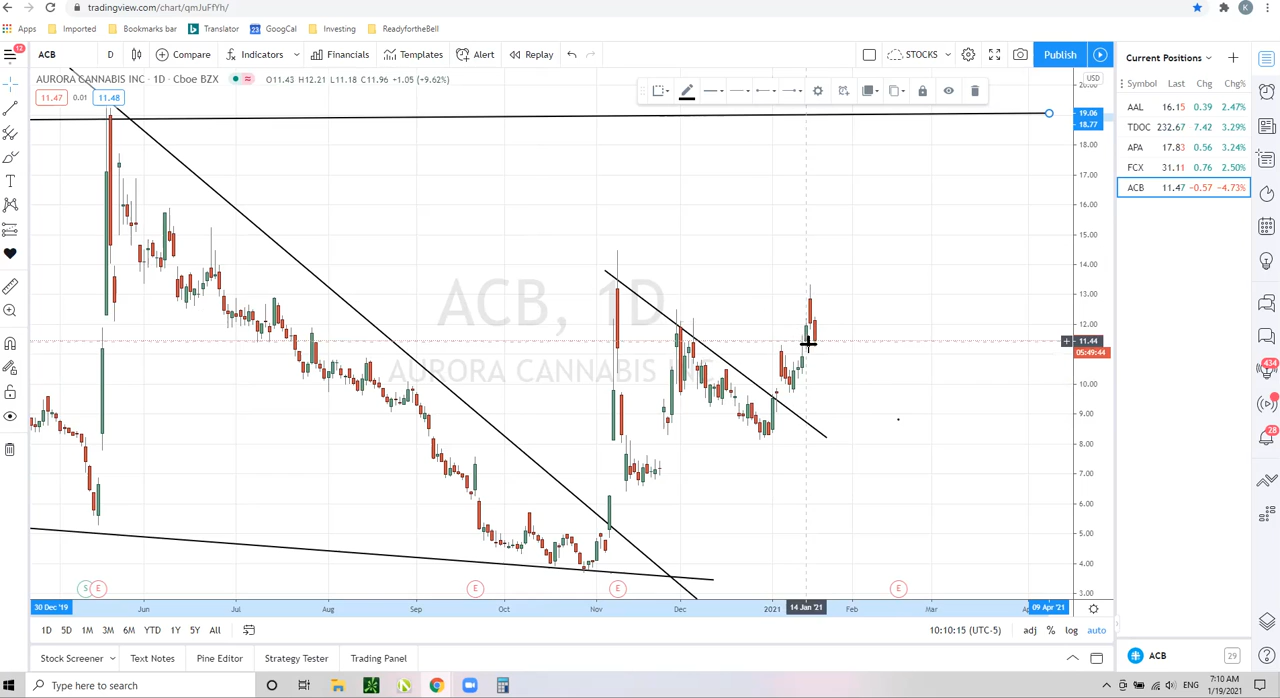 tradingview.com/chart/qmJuFfYh/
K
Apps Imported Bookmarks bar Translator 23 GoogCal Investing ReadyfortheBell
12 ACB D Compare Indicators Financials Templates Alert Replay STOCKS Publish
Current Positions
AURORA CANNABIS INC · 1D · Cboe BZX O11.43 H12.21 L11.18 C11.96 +1.05 (+9.62%)
11.47 0.01 11.48
USD
Symbol Last Chg Chg%
AAL 16.15 0.39 2.47%
TDOC 232.67 7.42 3.29%
APA 17.83 0.56 3.24%
FCX 31.11 0.76 2.50%
ACB 11.47 −0.57 −4.73%
20.00
19.06
18.77
18.00
17.00
16.00
15.00
14.00
13.00
12.00
11.44
05:49:44
10.00
9.00
8.00
7.00
6.00
5.00
4.00
3.00
ACB, 1D
AURORA CANNABIS INC
434
28
S E E E E
30 Dec '19 Jun Jul Aug Sep Oct Nov Dec 2021 14 Jan '21 Feb Mar 09 Apr '21
1D 5D 1M 3M 6M YTD 1Y 5Y All 10:10:15 (UTC-5) adj % log auto
Stock Screener Text Notes Pine Editor Strategy Tester Trading Panel
ACB 29
Type here to search
ENG 7:10 AM
1/19/2021